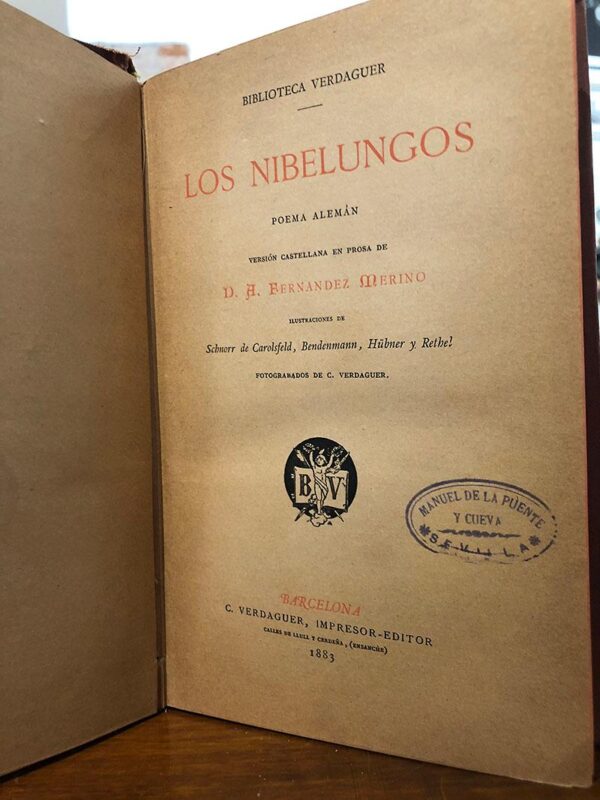 BIBLIOTECA VERDAGUER
LOS NIBELUNGOS
POEMA ALEMÁN
VERSIÓN CASTELLANA EN PROSA DE
D. A. FERNANDEZ MERINO
ILUSTRACIONES DE
Schnorr de Carolsfeld, Bendenmann, Hübner y Rethel
FOTOGRABADOS DE C. VERDAGUER.
B V
MANUEL DE LA PUENTE
Y CUEVA
SEVILLA
BARCELONA
C. VERDAGUER, IMPRESOR-EDITOR
CALLES DE LLULL Y CERDEÑA, (ENSANCHE)
1883